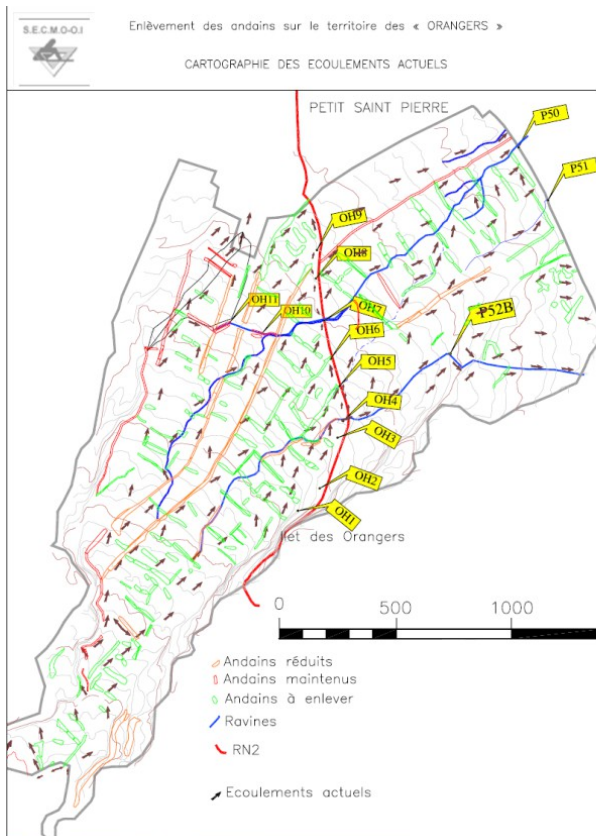 S.E.C.M.O-O.I
Enlèvement des andains sur le territoire des « ORANGERS »
CARTOGRAPHIE DES ECOULEMENTS ACTUELS
PETIT SAINT PIERRE
P50
P51
OH9
OH8
OH11
OH10
OH7
P52B
OH6
OH5
OH4
OH3
OH2
OH1
Ilet des Orangers
0 500 1000
Andains réduits
Andains maintenus
Andains à enlever
Ravines
RN2
Ecoulements actuels